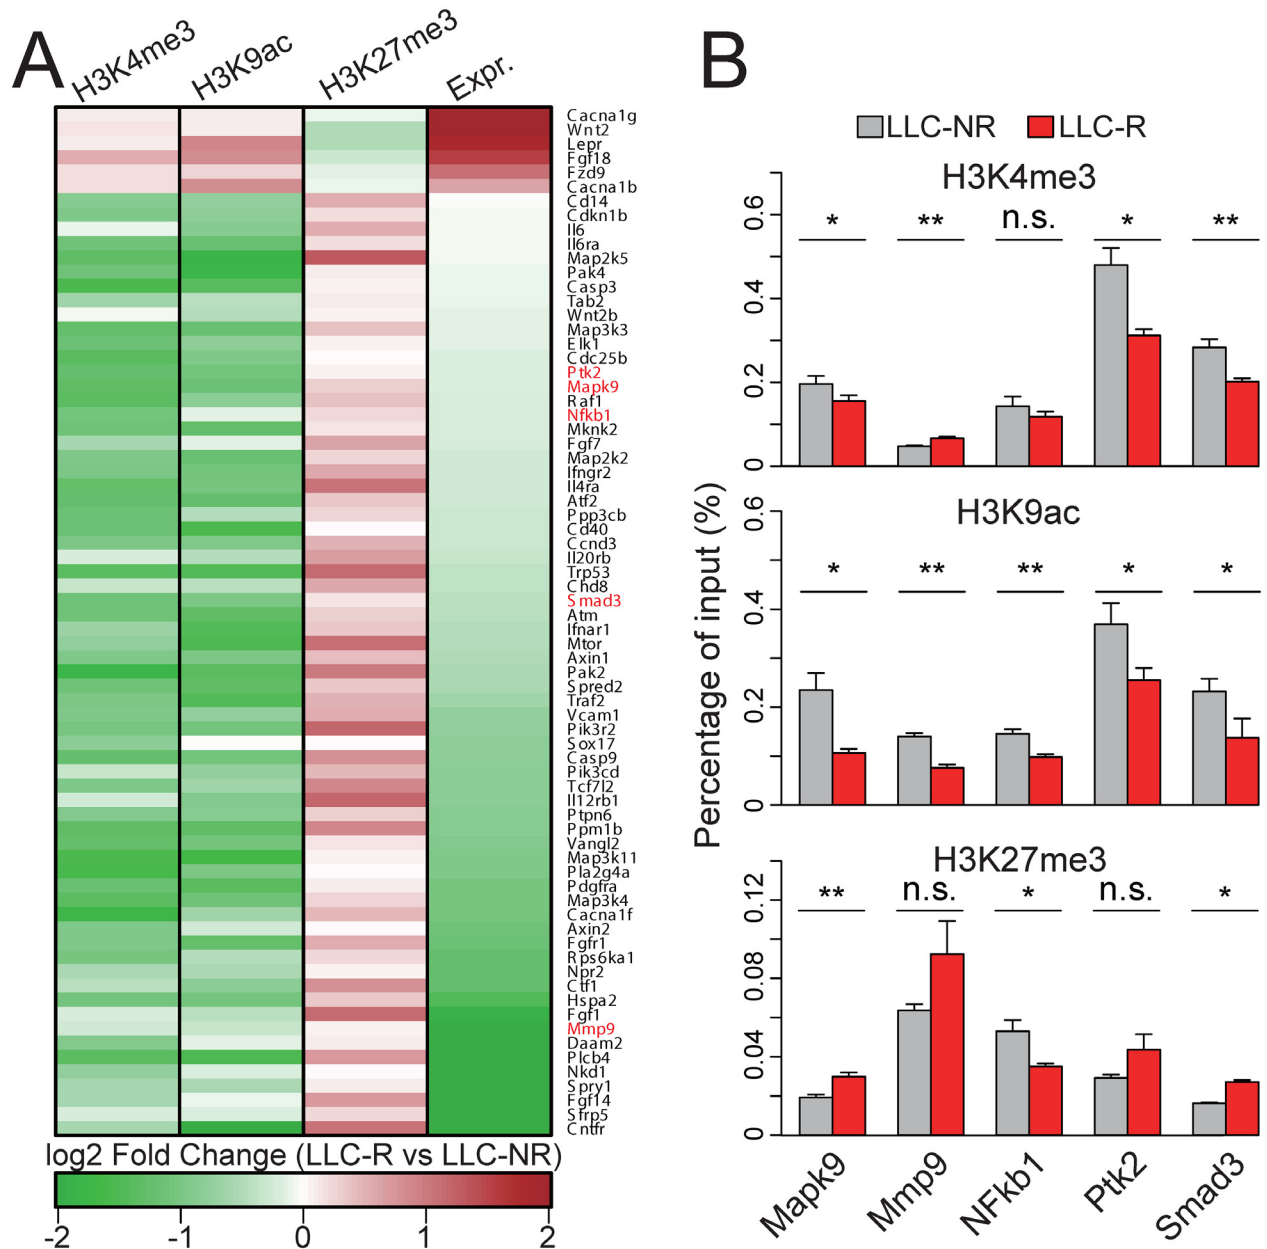 A
H3K4me3
H3K9ac
H3K27me3
Expr.
Cacna1g
Wnt2
Lepr
Fgf18
Fzd9
Cacna1b
Cd14
Cdkn1b
Il6
Il6ra
Map2k5
Pak4
Casp3
Tab2
Wnt2b
Map3k3
Elk1
Cdc25b
Ptk2
Mapk9
Raf1
Nfkb1
Mknk2
Fgf7
Map2k2
Ifngr2
Il4ra
Atf2
Ppp3cb
Cd40
Ccnd3
Il20rb
Trp53
Chd8
Smad3
Atm
Ifnar1
Mtor
Axin1
Pak2
Spred2
Traf2
Vcam1
Pik3r2
Sox17
Casp9
Pik3cd
Tcf7l2
Il12rb1
Ptpn6
Ppm1b
Vangl2
Map3k11
Pla2g4a
Pdgfra
Map3k4
Cacna1f
Axin2
Fgfr1
Rps6ka1
Npr2
Ctf1
Hspa2
Fgf1
Mmp9
Daam2
Plcb4
Nkd1
Spry1
Fgf14
Sfrp5
Cntfr
log2 Fold Change (LLC-R vs LLC-NR)
-2 -1 0 1 2
B
LLC-NR LLC-R
Percentage of input (%)
H3K4me3
* ** n.s. * **
0.6
0.4
0.2
0
H3K9ac
* ** ** * *
0.6
0.4
0.2
0
H3K27me3
** n.s. * n.s. *
0.12
0.08
0.04
0
Mapk9
Mmp9
NFkb1
Ptk2
Smad3